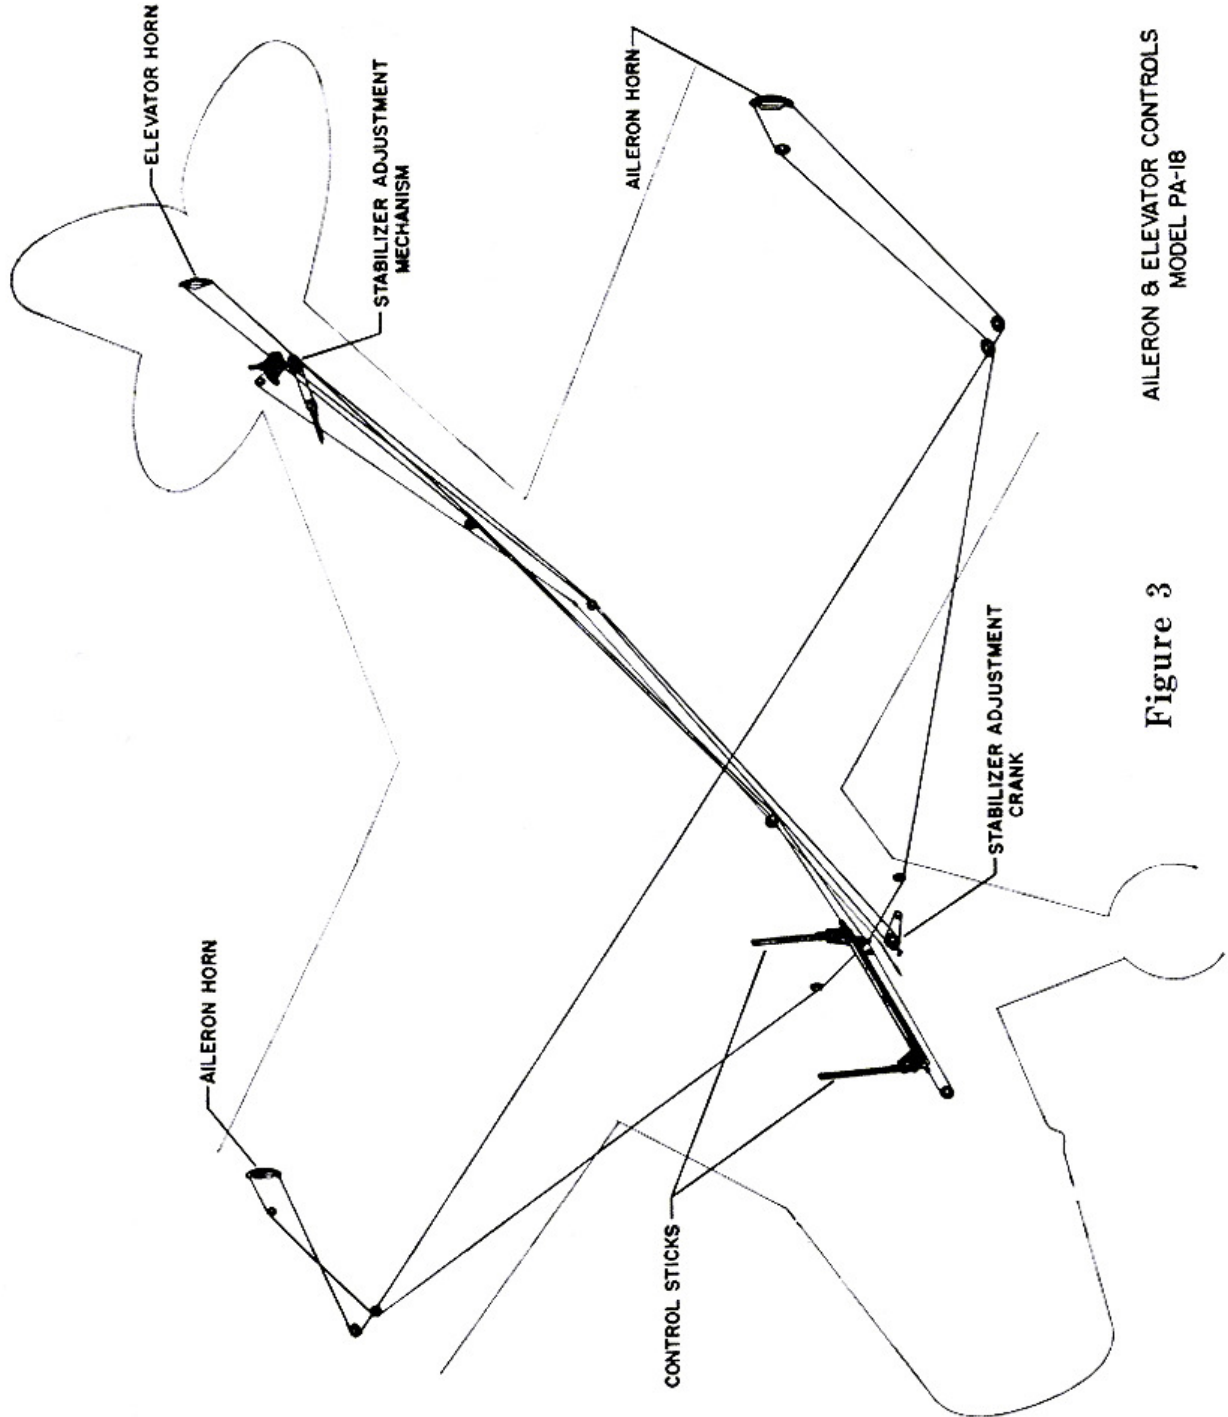 ELEVATOR HORN
STABILIZER ADJUSTMENT
MECHANISM
AILERON HORN
AILERON HORN
STABILIZER ADJUSTMENT
CRANK
CONTROL STICKS
Figure 3
AILERON & ELEVATOR CONTROLS
MODEL PA-18